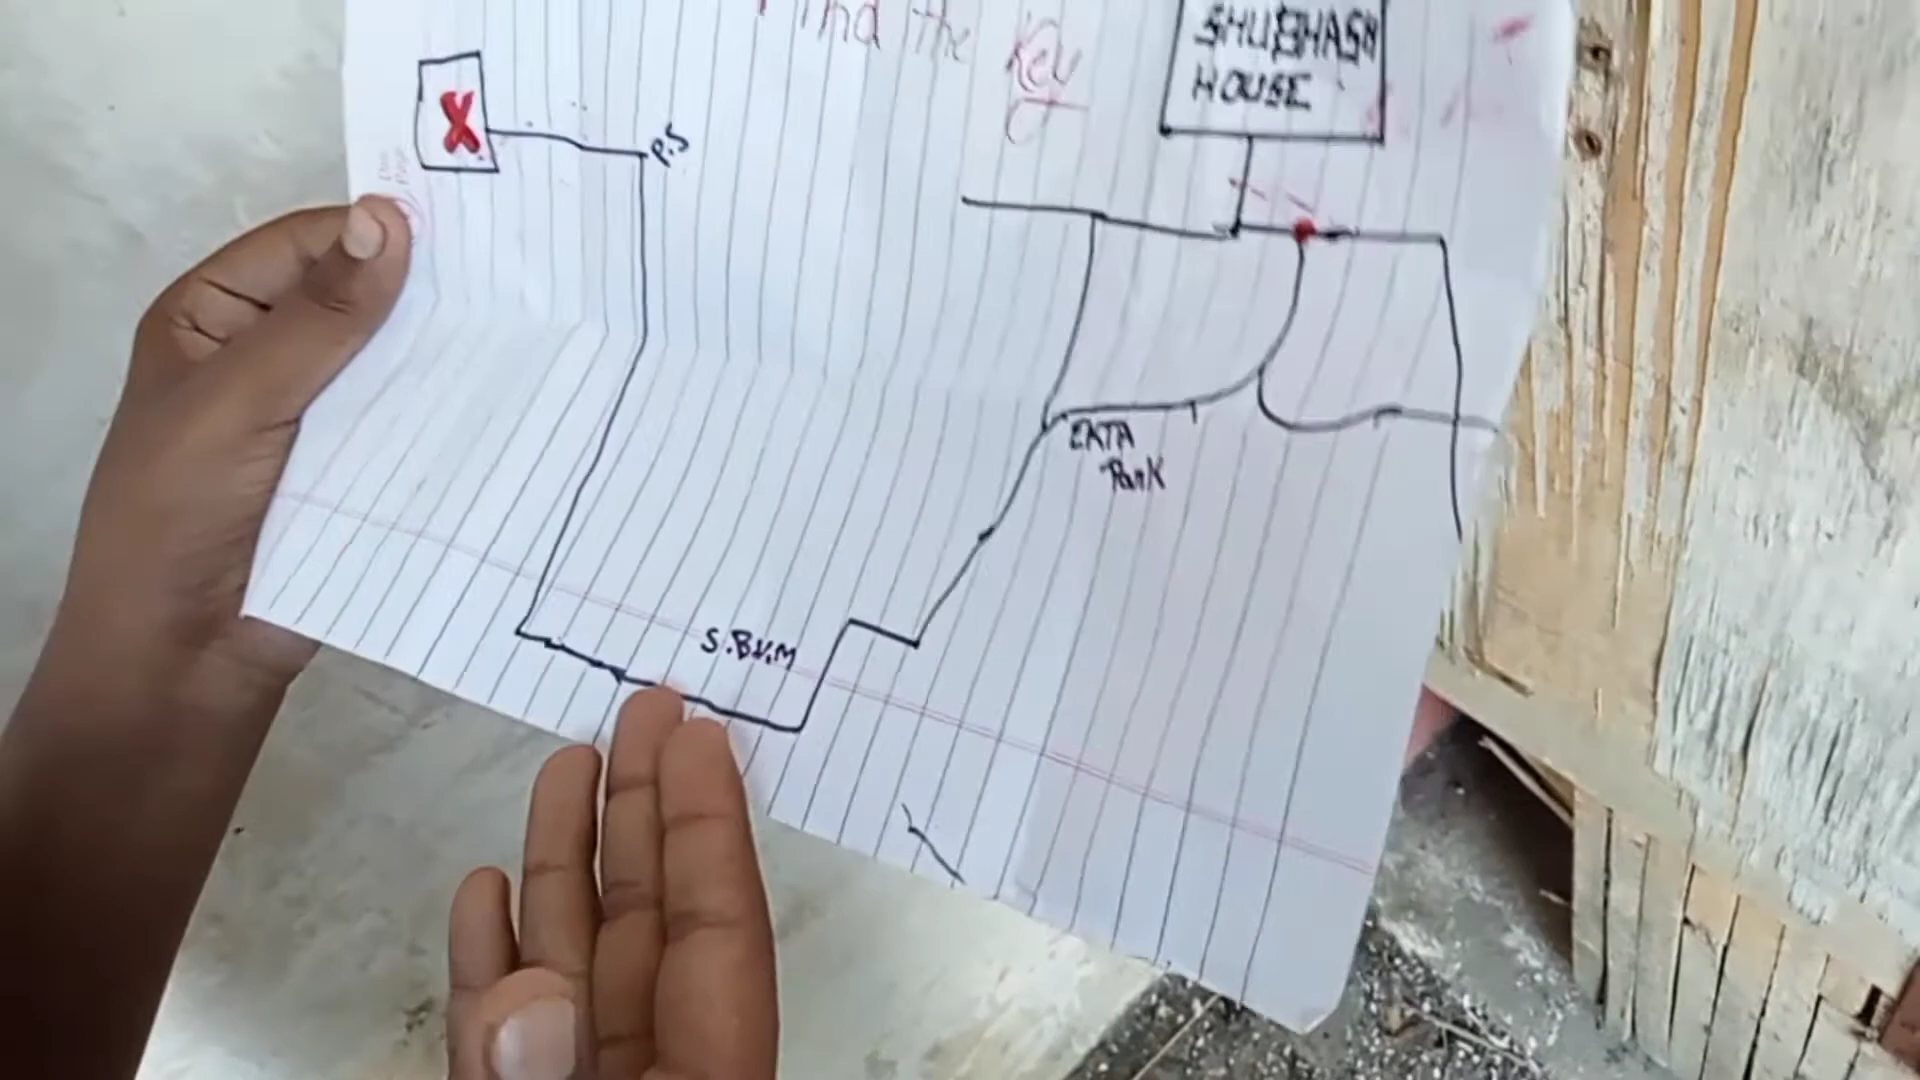 Find the Key
SHUBHASH
HOUSE
X
P.S
EKTA
Park
S.B.V.M